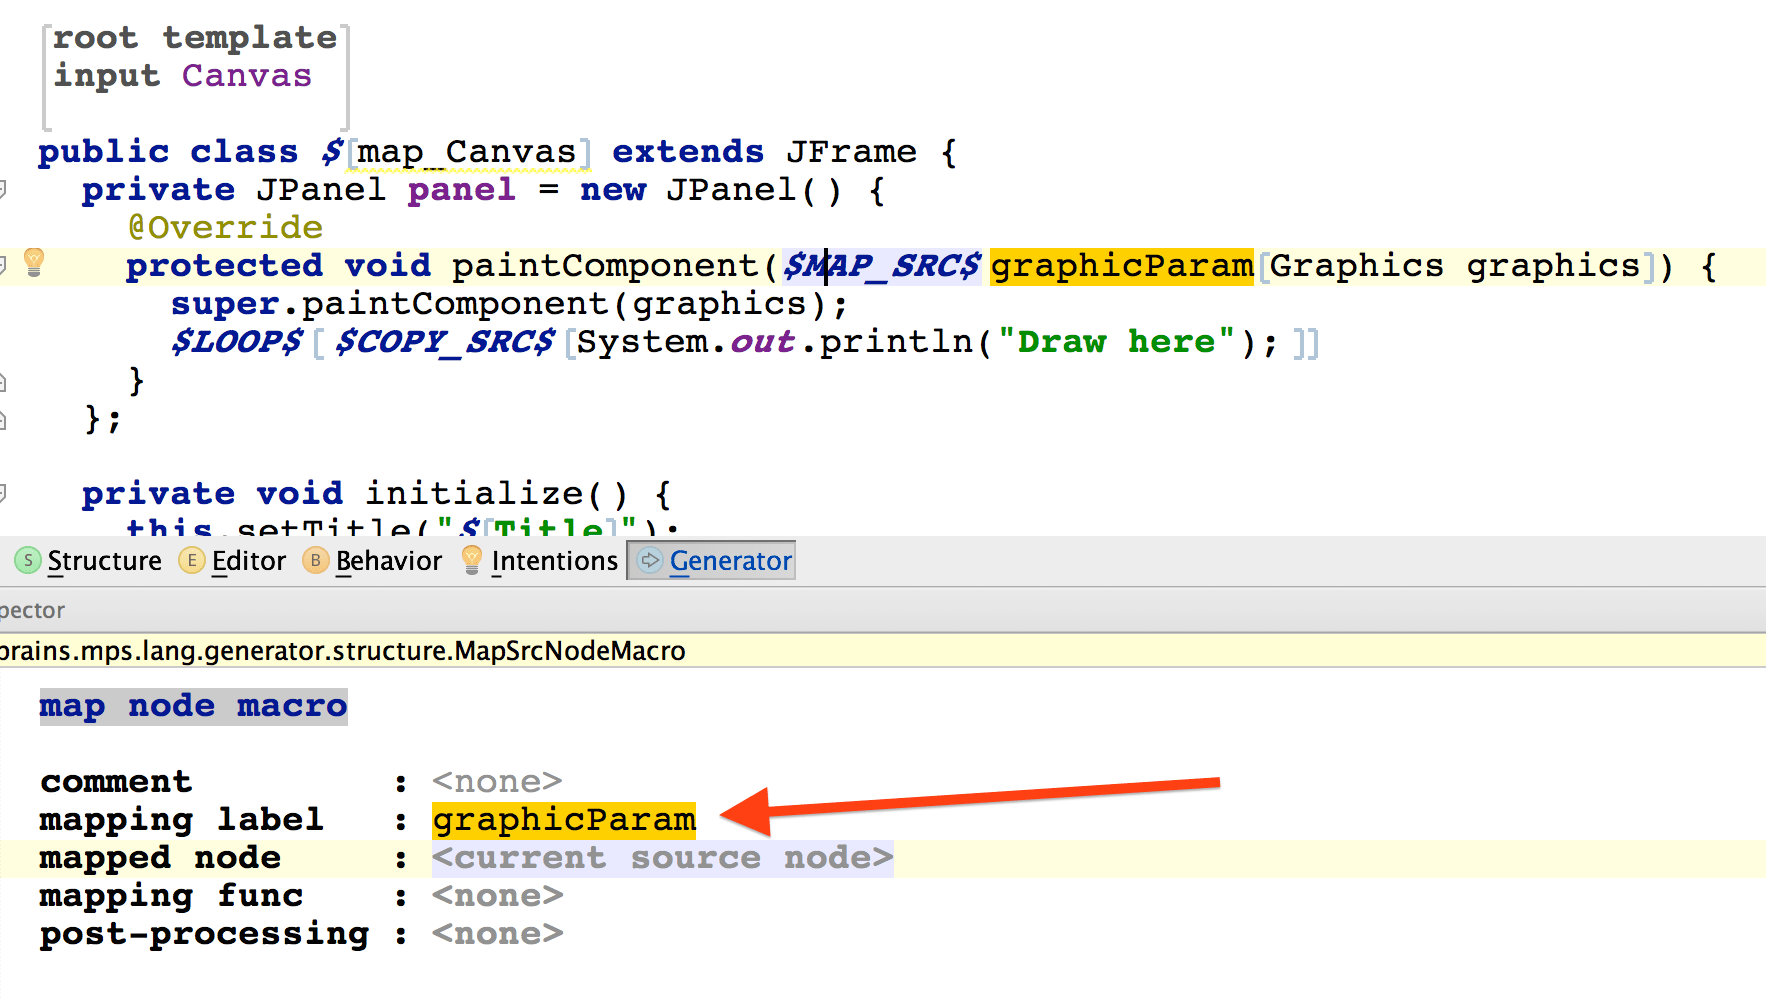 root template
input Canvas
public class $[map_Canvas] extends JFrame {
private JPanel panel = new JPanel() {
@Override
protected void paintComponent($MAP_SRC$ graphicParam[Graphics graphics]) {
super.paintComponent(graphics);
$LOOP$[ $COPY_SRC$[System.out.println("Draw here"); ]]
}
};
private void initialize() {
this.setTitle("$[Title]");
S Structure E Editor B Behavior Intentions Generator
pector
brains.mps.lang.generator.structure.MapSrcNodeMacro
map node macro
comment : <none>
mapping label : graphicParam
mapped node : <current source node>
mapping func : <none>
post-processing : <none>